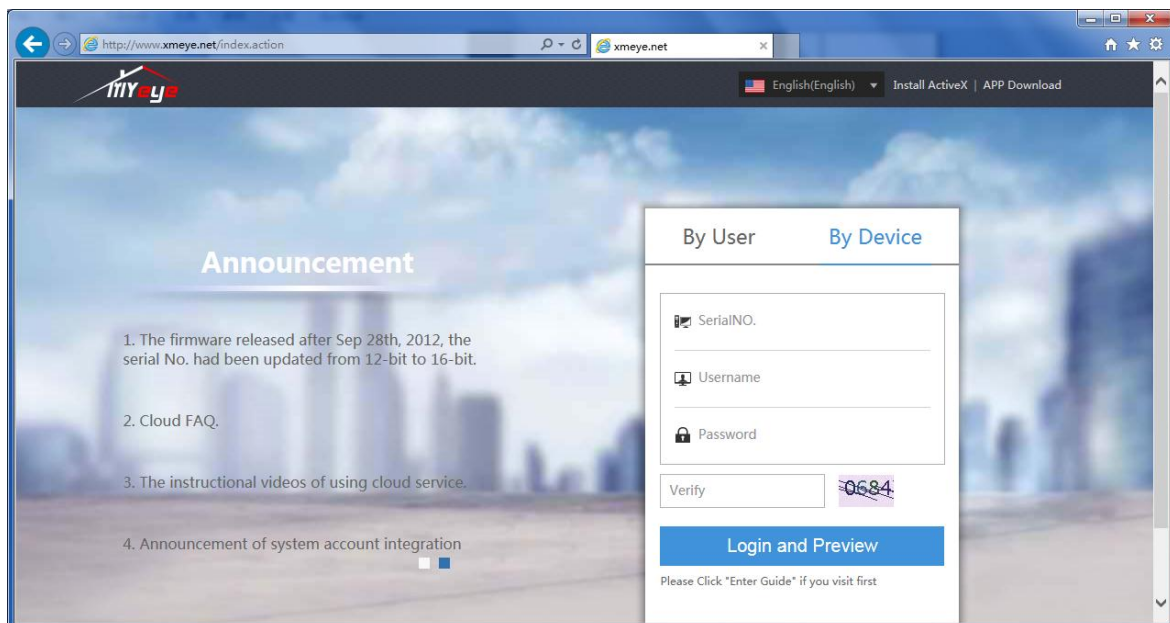 http://www.xmeye.net/index.action
xmeye.net
mYeye
English(English)
Install ActiveX | APP Download
By User
By Device
Announcement
1. The firmware released after Sep 28th, 2012, the
serial No. had been updated from 12-bit to 16-bit.
2. Cloud FAQ.
3. The instructional videos of using cloud service.
4. Announcement of system account integration
SerialNO.
Username
Password
Verify
0684
Login and Preview
Please Click "Enter Guide" if you visit first